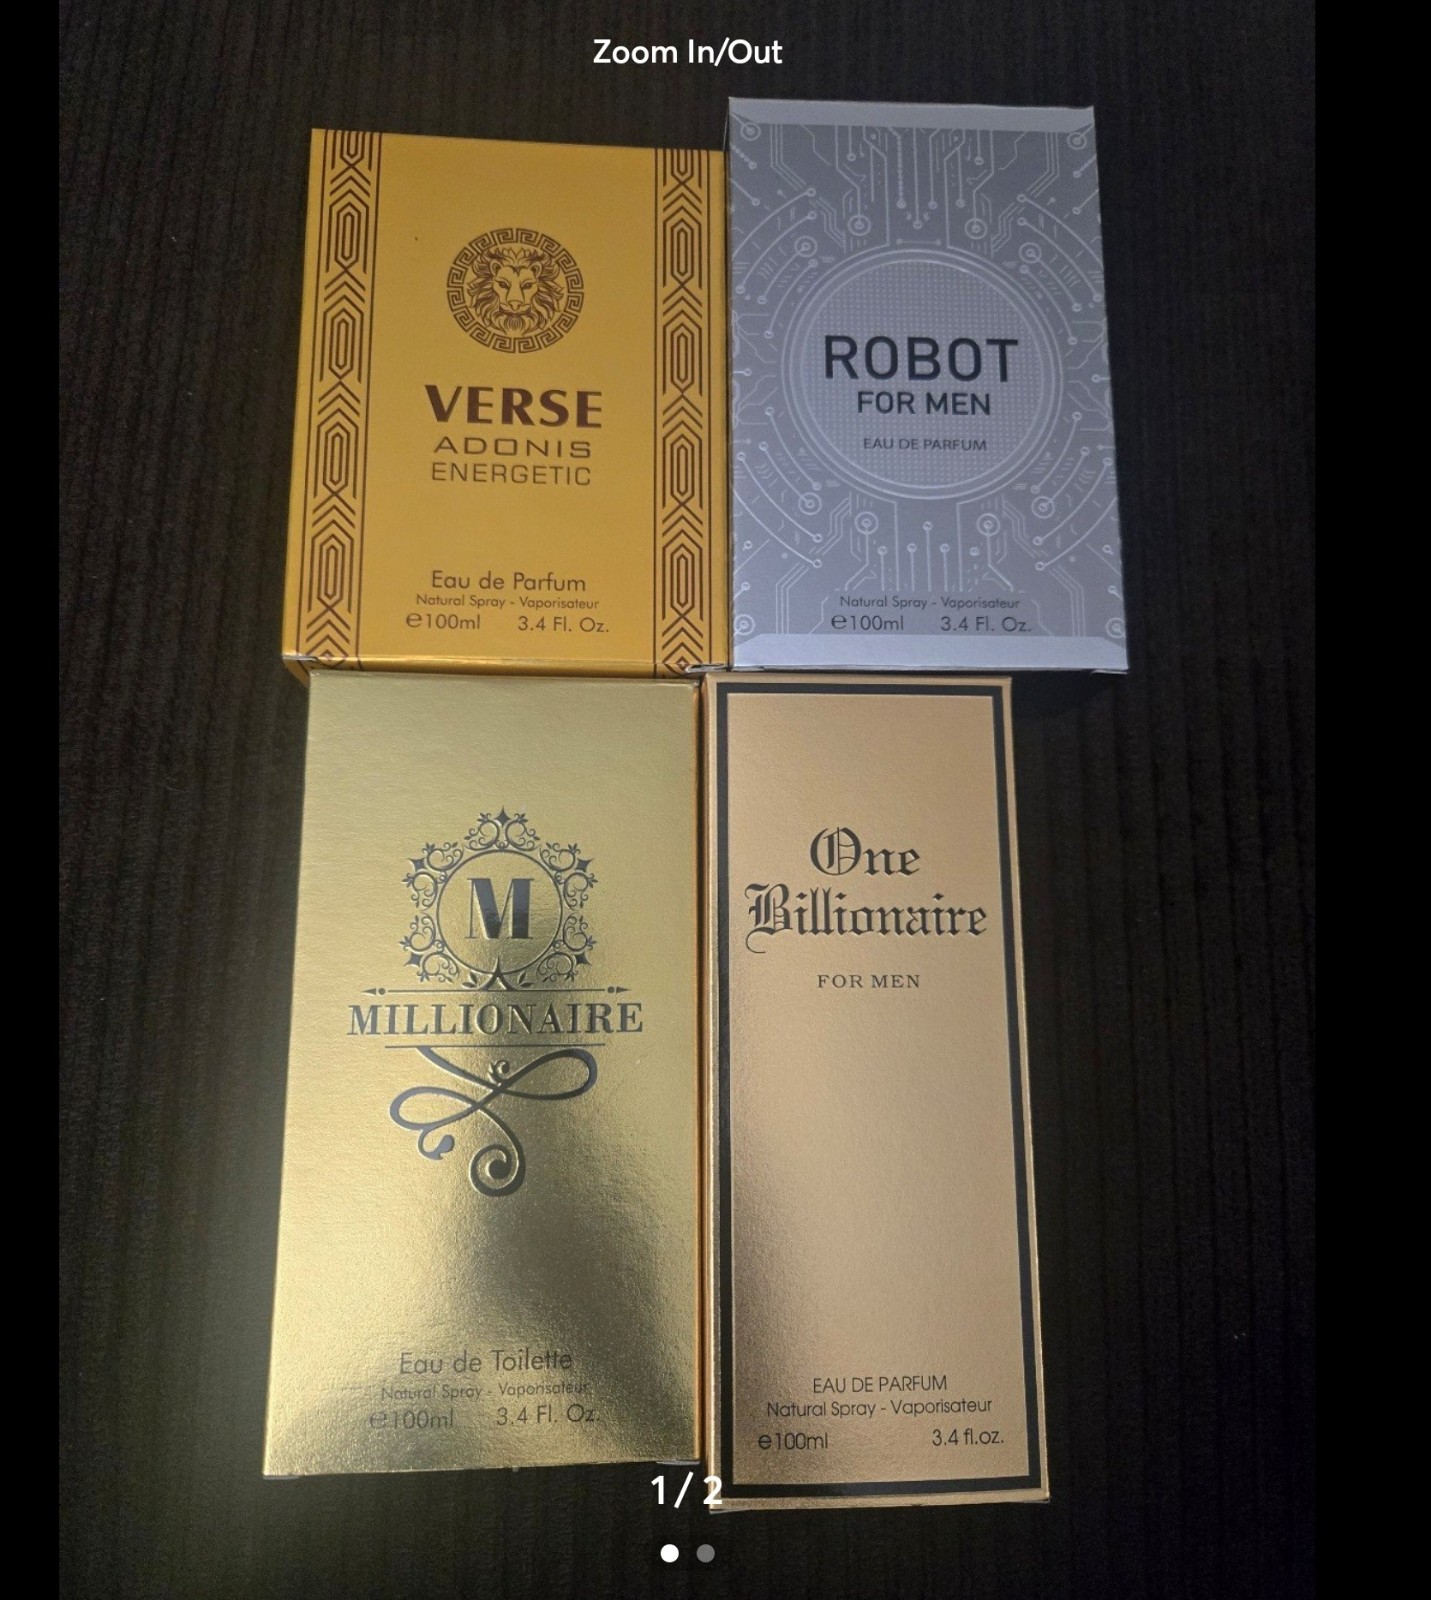 Zoom In/Out
VERSE
ADONIS
ENERGETIC
Eau de Parfum
Natural Spray - Vaporisateur
℮100ml 3.4 Fl. Oz.
ROBOT
FOR MEN
EAU DE PARFUM
Natural Spray - Vaporisateur
℮100ml 3.4 Fl. Oz.
M
MILLIONAIRE
Eau de Toilette
Natural Spray - Vaporisateur
℮100ml 3.4 Fl. Oz.
One
Billionaire
FOR MEN
EAU DE PARFUM
Natural Spray - Vaporisateur
℮100ml 3.4 fl.oz.
1/2